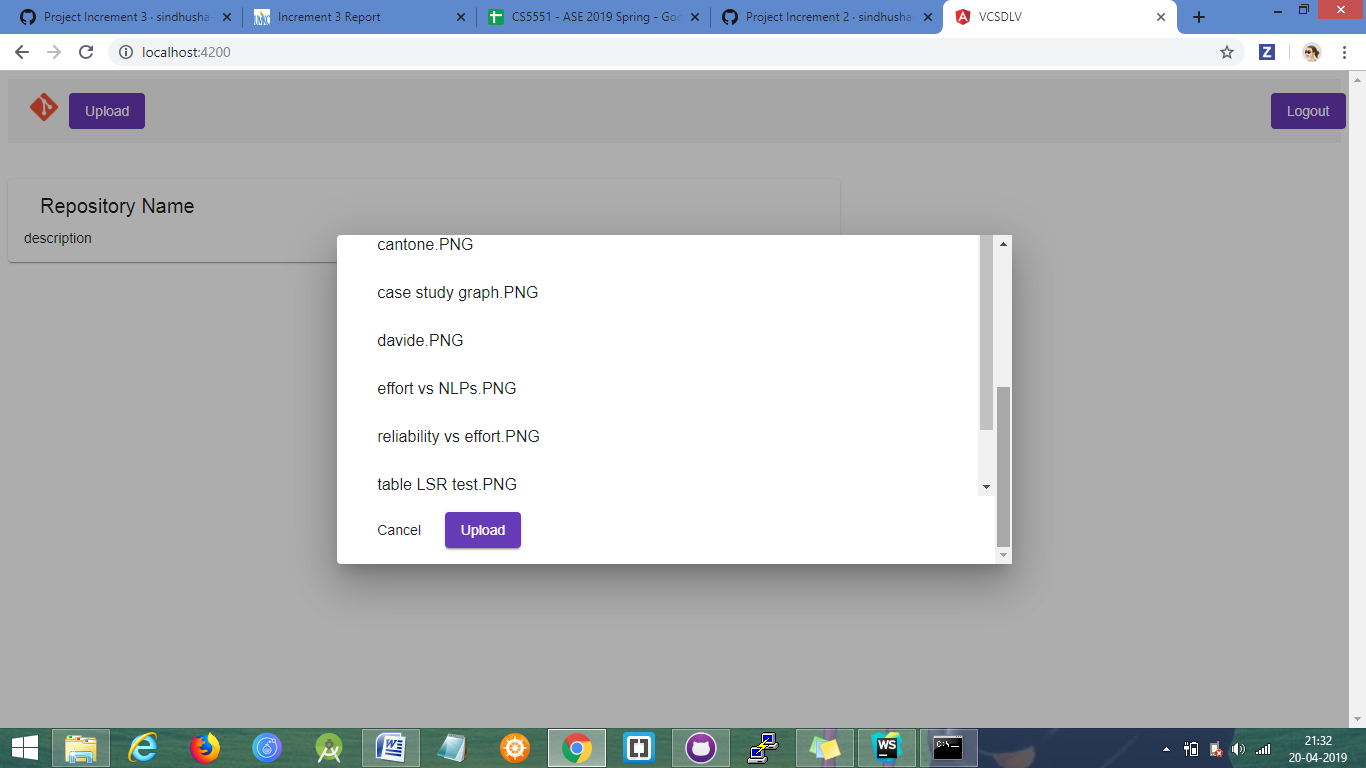 Project Increment 3 · sindhusha
Increment 3 Report
CS5551 - ASE 2019 Spring - Goo
Project Increment 2 · sindhusha
VCSDLV
localhost:4200
Z
Upload
Logout
Repository Name
description
cantone.PNG
case study graph.PNG
davide.PNG
effort vs NLPs.PNG
reliability vs effort.PNG
table LSR test.PNG
Cancel
Upload
WS
C:\._
21:32
20-04-2019